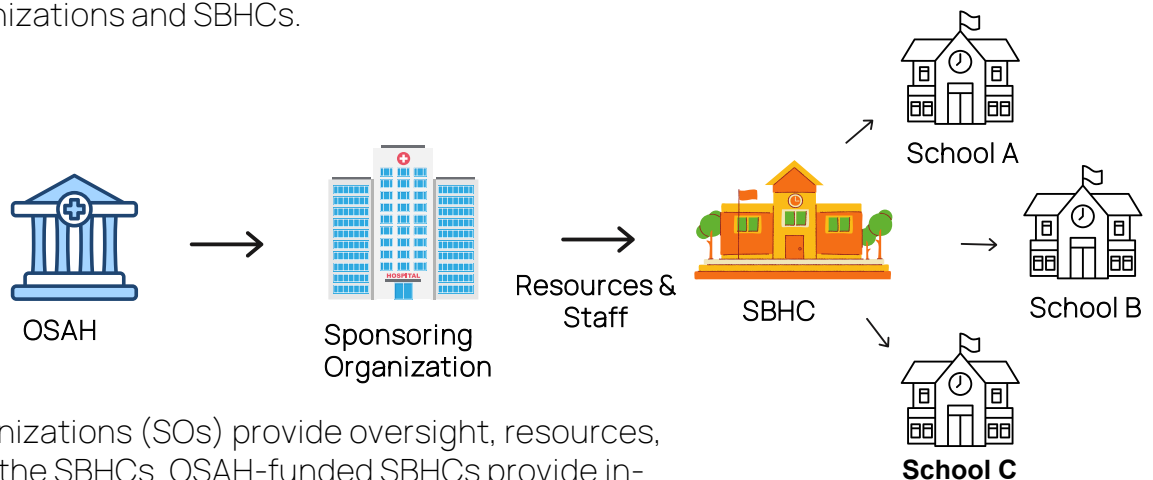 nizations and SBHCs.
School A
School B
HOSPITAL
Resources &
Staff
SBHC
OSAH
Sponsoring
Organization
nizations (SOs) provide oversight, resources,
the SBHCs. OSAH-funded SBHCs provide in-
School C